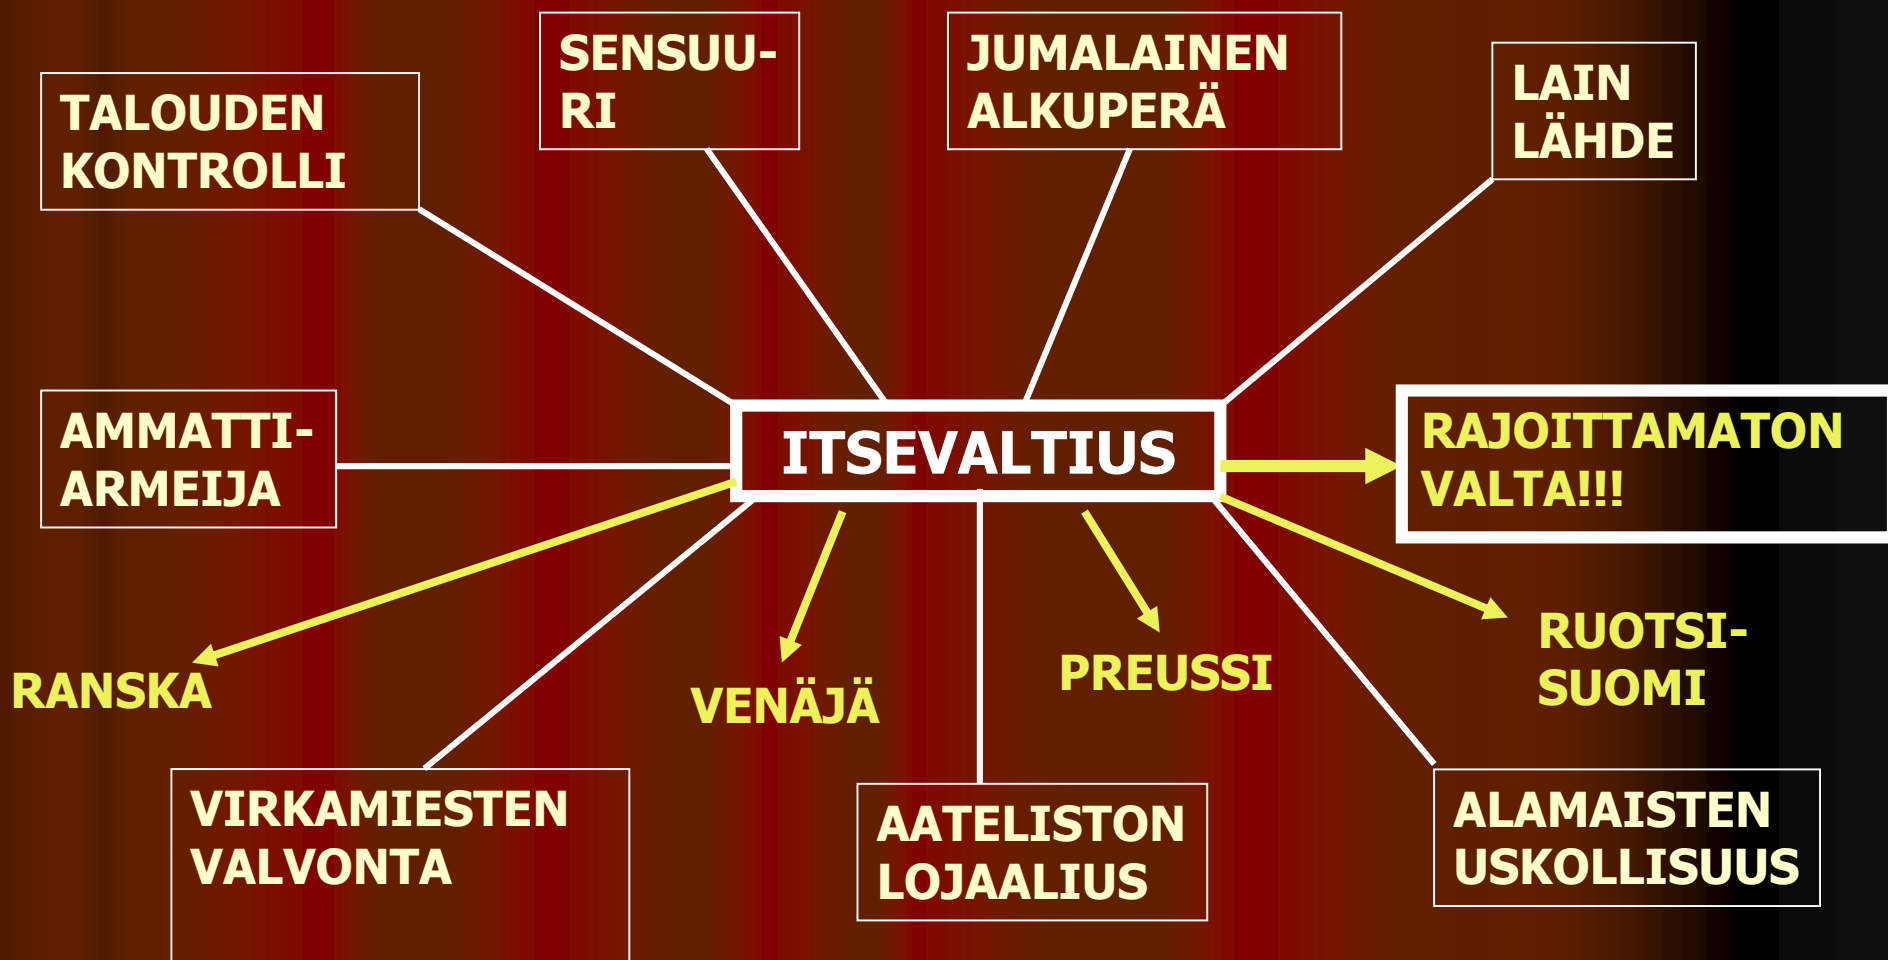 SENSUU-
RI
JUMALAINEN
ALKUPERÄ
LAIN
LÄHDE
TALOUDEN
KONTROLLI
AMMATTI-
ARMEIJA
ITSEVALTIUS
RAJOITTAMATON
VALTA!!!
RANSKA
VENÄJÄ
PREUSSI
RUOTSI-
SUOMI
VIRKAMIESTEN
VALVONTA
AATELISTON
LOJAALIUS
ALAMAISTEN
USKOLLISUUS